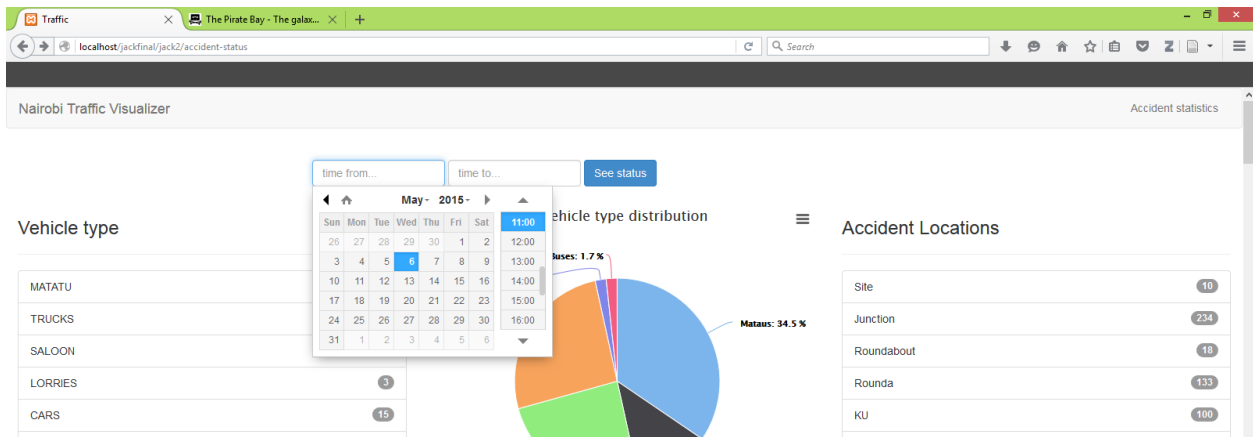 Traffic
The Pirate Bay - The galax...
localhost/jackfinal/jack2/accident-status
Search
Nairobi Traffic Visualizer
Accident statistics
time from...
time to...
See status
May 2015
Sun Mon Tue Wed Thu Fri Sat
26 27 28 29 30 1 2
3 4 5 6 7 8 9
10 11 12 13 14 15 16
17 18 19 20 21 22 23
24 25 26 27 28 29 30
31 1 2 3 4 5 6
11:00
12:00
13:00
14:00
15:00
16:00
Vehicle type
MATATU
TRUCKS
SALOON
LORRIES 3
CARS 15
ehicle type distribution
Buses: 1.7 %
Mataus: 34.5 %
Accident Locations
Site 10
Junction 234
Roundabout 18
Rounda 133
KU 100